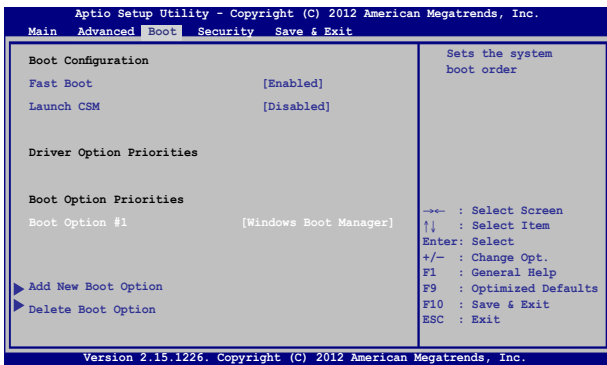 Aptio Setup Utility - Copyright (C) 2012 American Megatrends, Inc.
Main Advanced Boot Security Save & Exit
Boot Configuration
Fast Boot [Enabled]
Launch CSM [Disabled]
Driver Option Priorities
Boot Option Priorities
Boot Option #1 [Windows Boot Manager]
Add New Boot Option
Delete Boot Option
Sets the system
boot order
→← : Select Screen
↑↓ : Select Item
Enter: Select
+/— : Change Opt.
F1 : General Help
F9 : Optimized Defaults
F10 : Save & Exit
ESC : Exit
Version 2.15.1226. Copyright (C) 2012 American Megatrends, Inc.